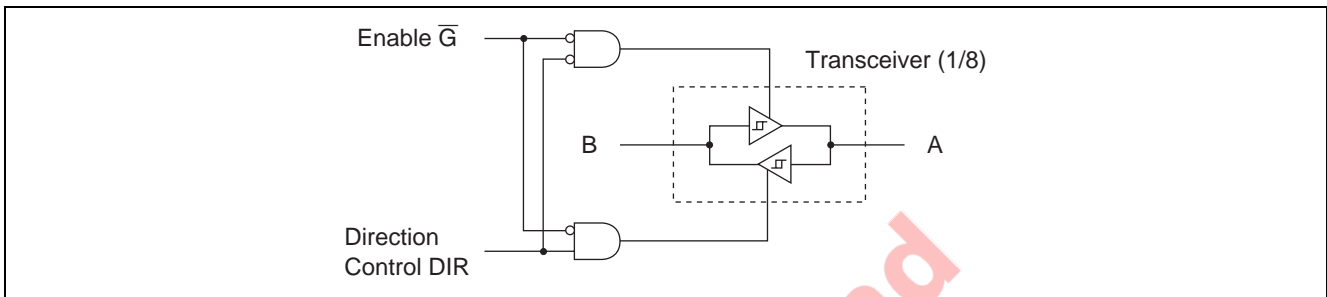 Enable G̅
Transceiver (1/8)
B
A
Direction
Control DIR